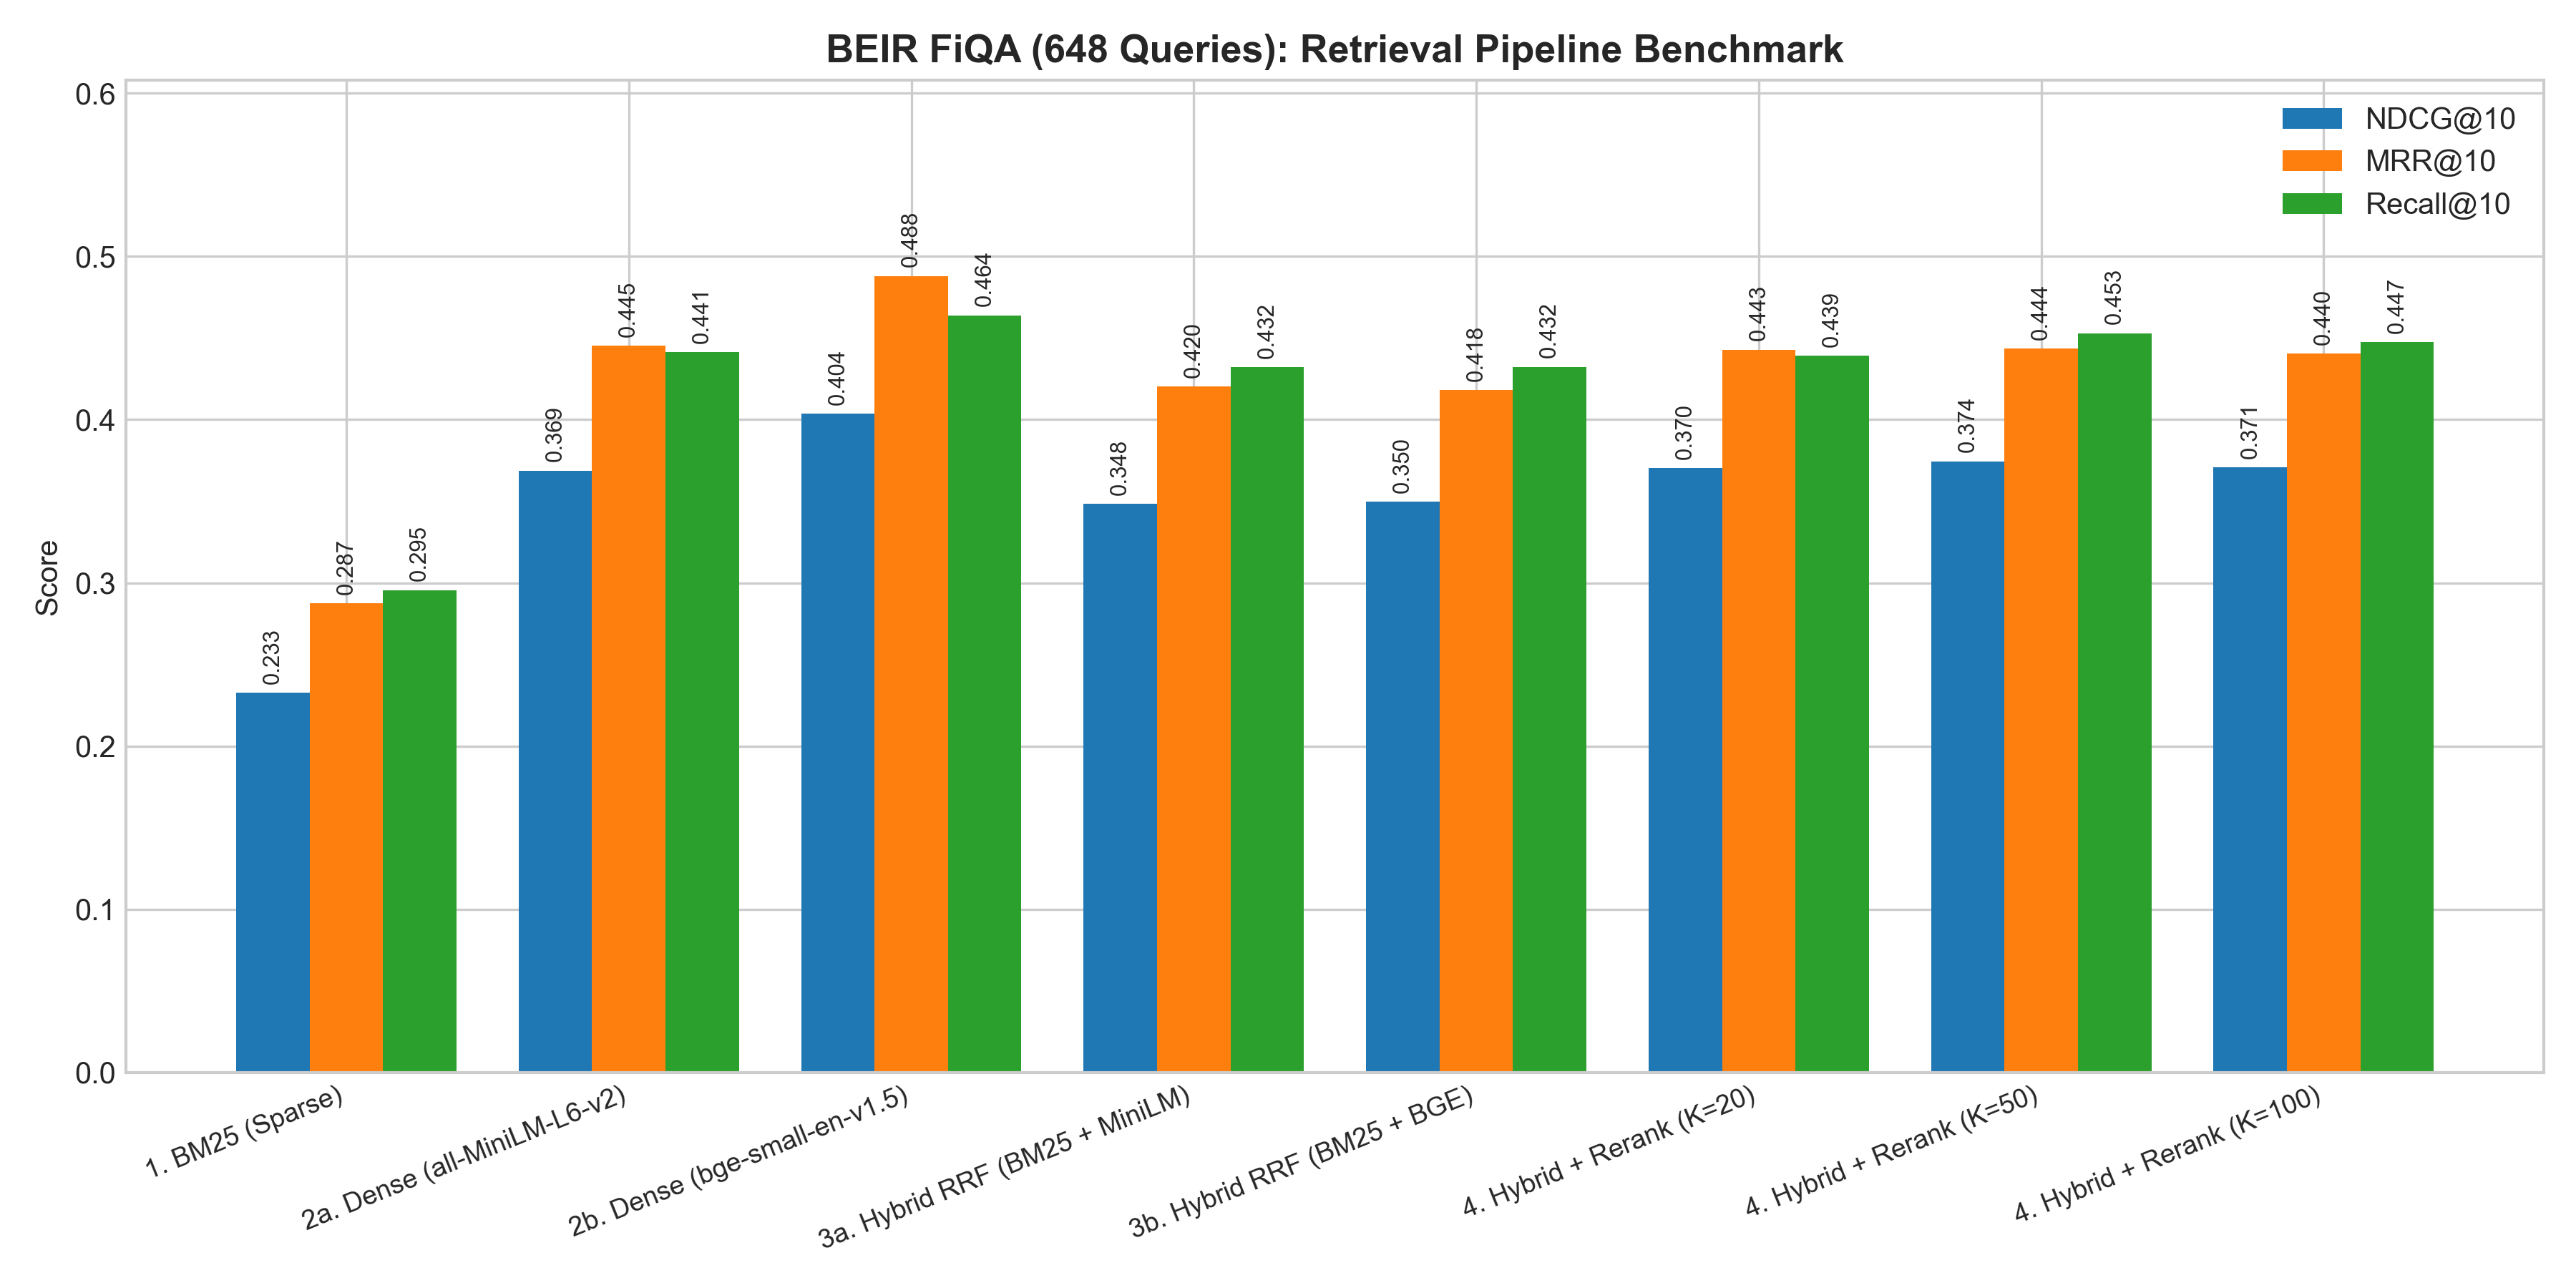 BEIR FiQA (648 Queries): Retrieval Pipeline Benchmark
NDCG@10
MRR@10
Recall@10
Score
0.6
0.5
0.4
0.3
0.2
0.1
0.0
0.233
0.287
0.295
0.369
0.445
0.441
0.404
0.488
0.464
0.348
0.420
0.432
0.350
0.418
0.432
0.370
0.443
0.439
0.374
0.444
0.453
0.371
0.440
0.447
1. BM25 (Sparse)
2a. Dense (all-MiniLM-L6-v2)
2b. Dense (bge-small-en-v1.5)
3a. Hybrid RRF (BM25 + MiniLM)
3b. Hybrid RRF (BM25 + BGE)
4. Hybrid + Rerank (K=20)
4. Hybrid + Rerank (K=50)
4. Hybrid + Rerank (K=100)